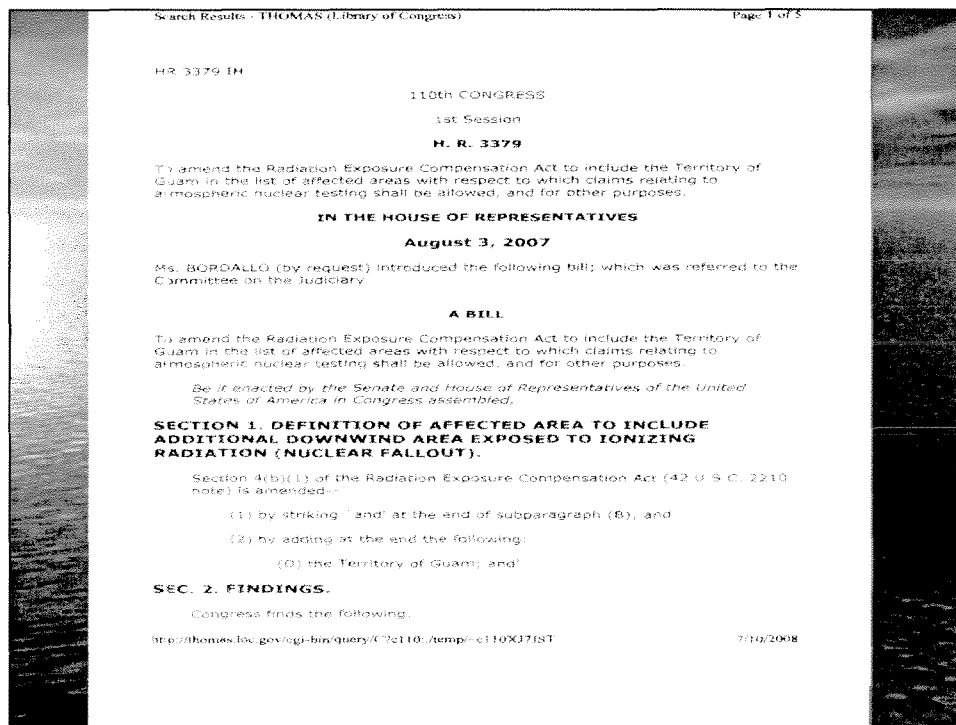 Search Results - THOMAS (Library of Congress) Page 1 of 5
HR 3379 IH
110th CONGRESS
1st Session
H. R. 3379
To amend the Radiation Exposure Compensation Act to include the Territory of
Guam in the list of affected areas with respect to which claims relating to
atmospheric nuclear testing shall be allowed, and for other purposes.
IN THE HOUSE OF REPRESENTATIVES
August 3, 2007
Ms. BORDALLO (by request) introduced the following bill; which was referred to the
Committee on the Judiciary
A BILL
To amend the Radiation Exposure Compensation Act to include the Territory of
Guam in the list of affected areas with respect to which claims relating to
atmospheric nuclear testing shall be allowed, and for other purposes.
Be it enacted by the Senate and House of Representatives of the United
States of America in Congress assembled,
SECTION 1. DEFINITION OF AFFECTED AREA TO INCLUDE
ADDITIONAL DOWNWIND AREA EXPOSED TO IONIZING
RADIATION (NUCLEAR FALLOUT).
Section 4(b)(1) of the Radiation Exposure Compensation Act (42 U.S.C. 2210
note) is amended--
(1) by striking `and' at the end of subparagraph (B); and
(2) by adding at the end the following:
(D) the Territory of Guam; and'
SEC. 2. FINDINGS.
Congress finds the following.
7/10/2008